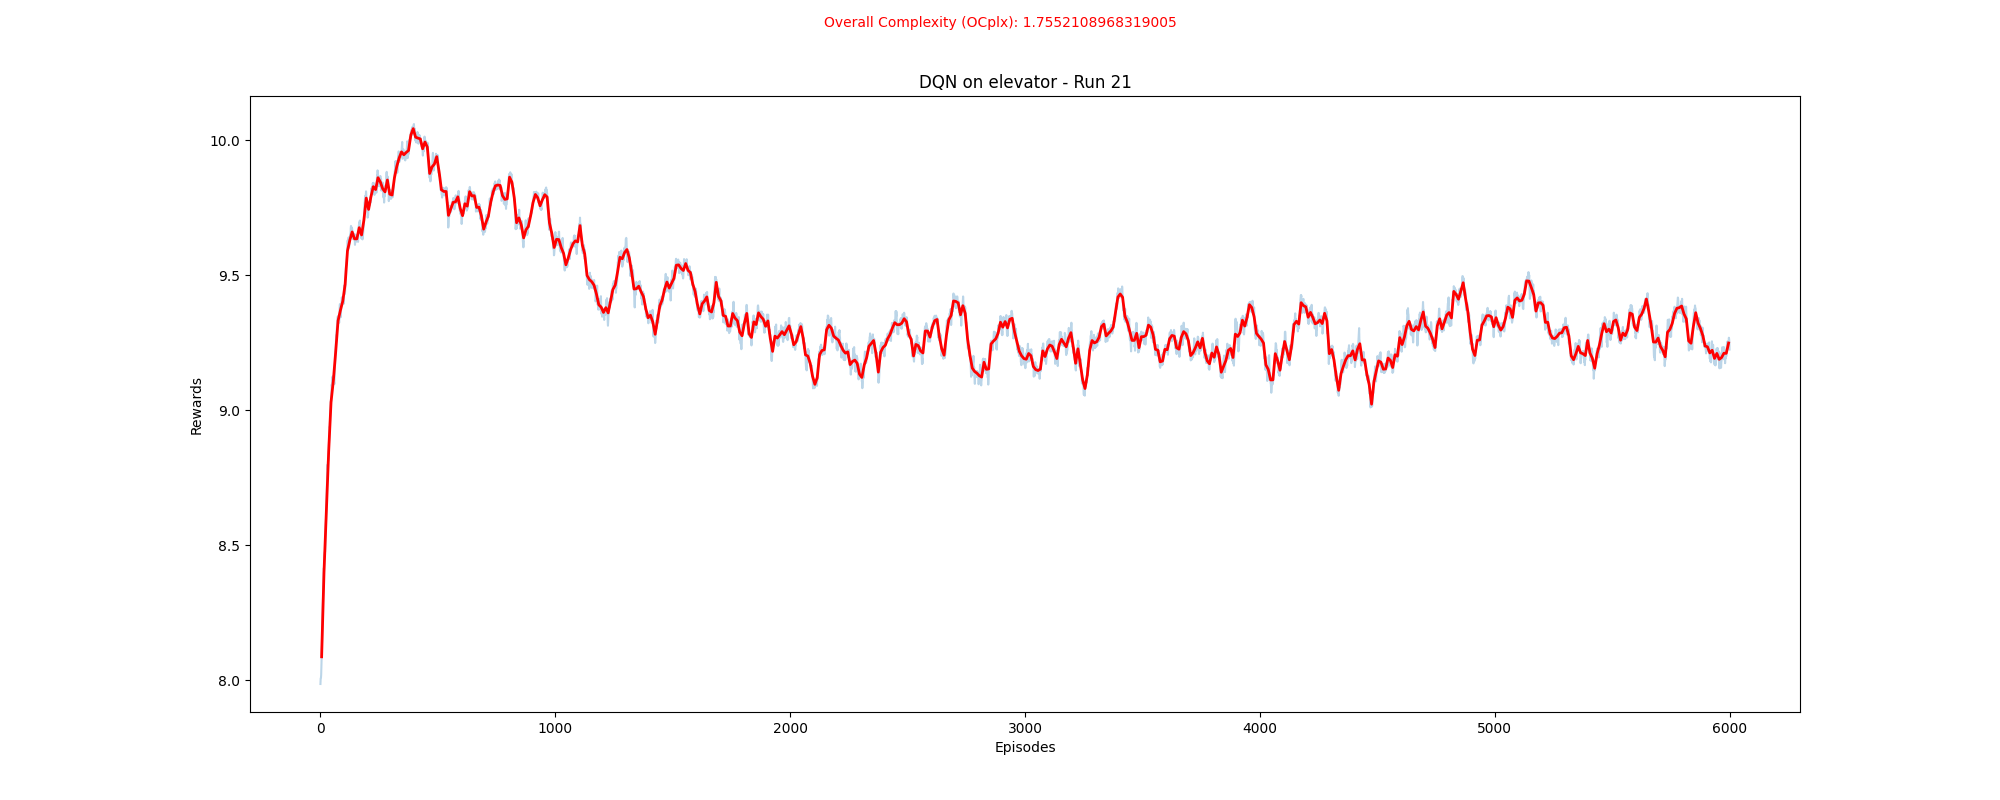 Overall Complexity (OCplx): 1.7552108968319005
DQN on elevator - Run 21
10.0
9.5
9.0
8.5
8.0
Rewards
0 1000 2000 3000 4000 5000 6000
Episodes